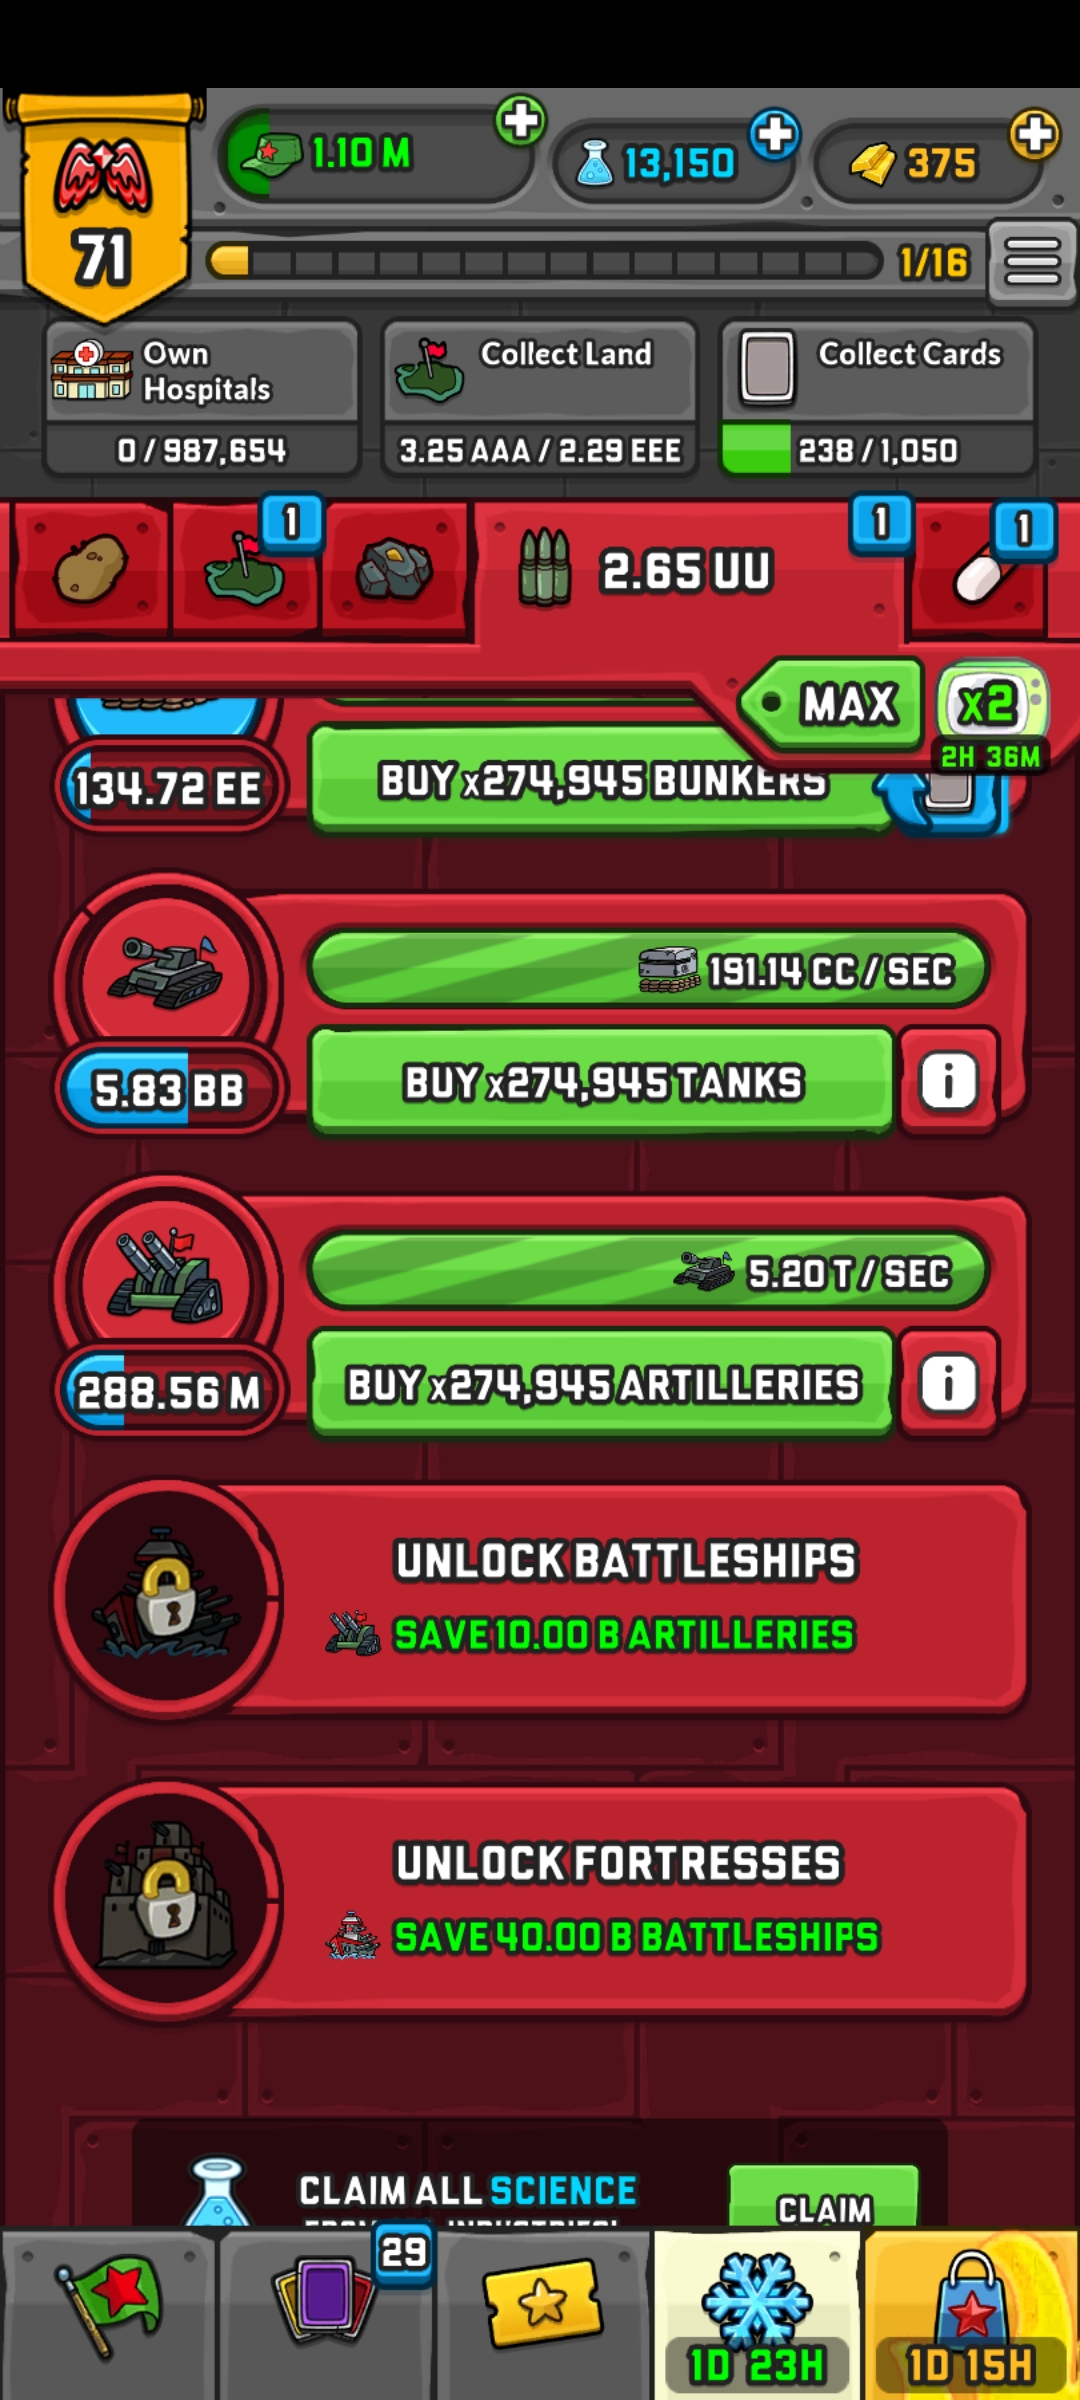 1.10 M
13,150
375
71
1/16
Own
Hospitals
Collect Land
Collect Cards
0 / 987,654
3.25 AAA / 2.29 EEE
238 / 1,050
1
2.65 UU
1
1
MAX
x2
2H 36M
134.72 EE
BUY x274,945 BUNKERS
191.14 CC / SEC
5.83 BB
BUY x274,945 TANKS
i
5.20 T / SEC
288.56 M
BUY x274,945 ARTILLERIES
i
UNLOCK BATTLESHIPS
SAVE 10.00 B ARTILLERIES
UNLOCK FORTRESSES
SAVE 40.00 B BATTLESHIPS
CLAIM ALL SCIENCE
CLAIM
29
1D 23H
1D 15H